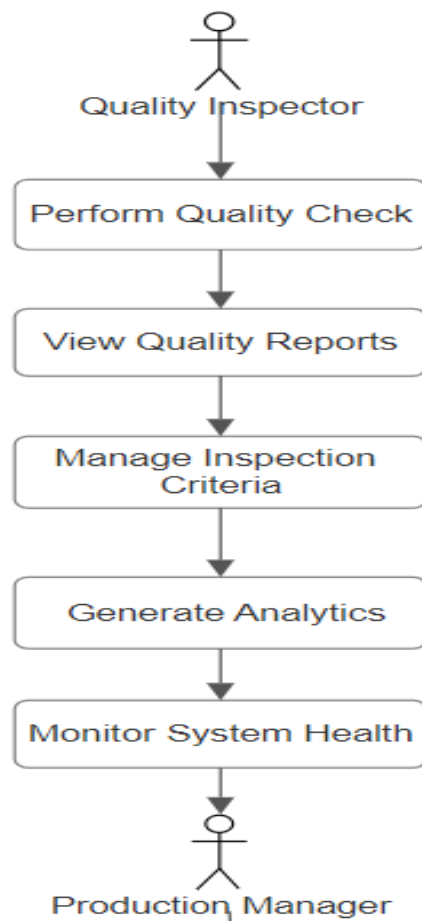 Quality Inspector
Perform Quality Check
View Quality Reports
Manage Inspection
Criteria
Generate Analytics
Monitor System Health
Production Manager